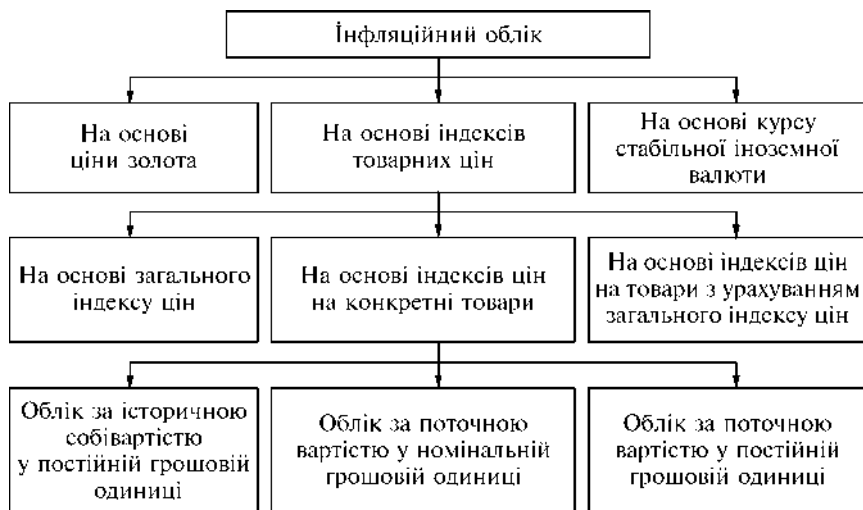 Інфляційний облік
На основі
ціни золота
На основі індексів
товарних цін
На основі курсу
стабільної іноземної
валюти
На основі загального
індексу цін
На основі індексів цін
на конкретні товари
На основі індексів цін
на товари з урахуванням
загального індексу цін
Облік за історичною
собівартістю
у постійній грошовій
одиниці
Облік за поточною
вартістю у номінальній
грошовій одиниці
Облік за поточною
вартістю у постійній
грошовій одиниці